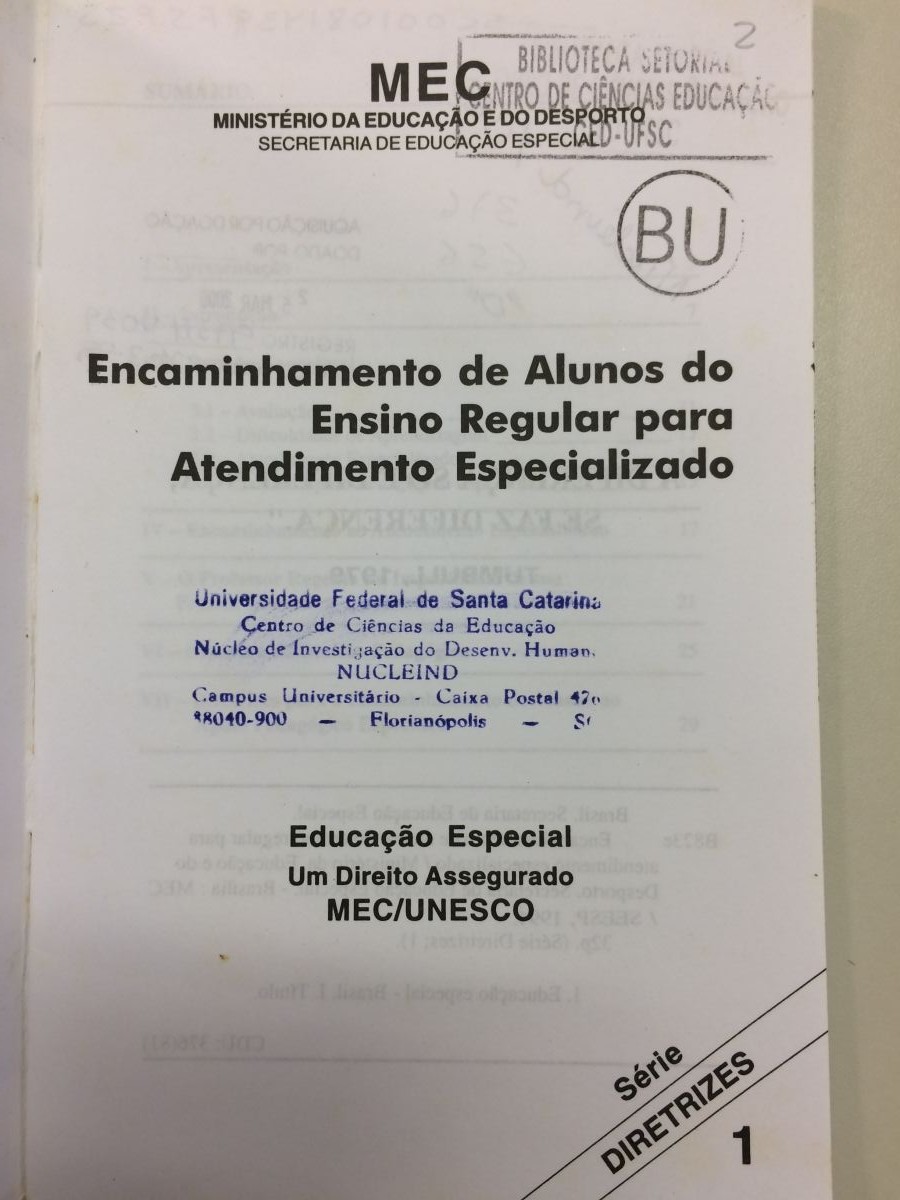 2
MEC
BIBLIOTECA SETORIAL
CENTRO DE CIÊNCIAS EDUCAÇÃO
CED-UFSC
MINISTÉRIO DA EDUCAÇÃO E DO DESPORTO
SECRETARIA DE EDUCAÇÃO ESPECIAL
BU
Encaminhamento de Alunos do
Ensino Regular para
Atendimento Especializado
Universidade Federal de Santa Catarina
Centro de Ciências da Educação
Núcleo de Investigação do Desenv. Human.
NUCLEIND
Campus Universitário - Caixa Postal
88040-900 — Florianópolis — SC
Educação Especial
Um Direito Assegurado
MEC/UNESCO
Série
DIRETRIZES
1